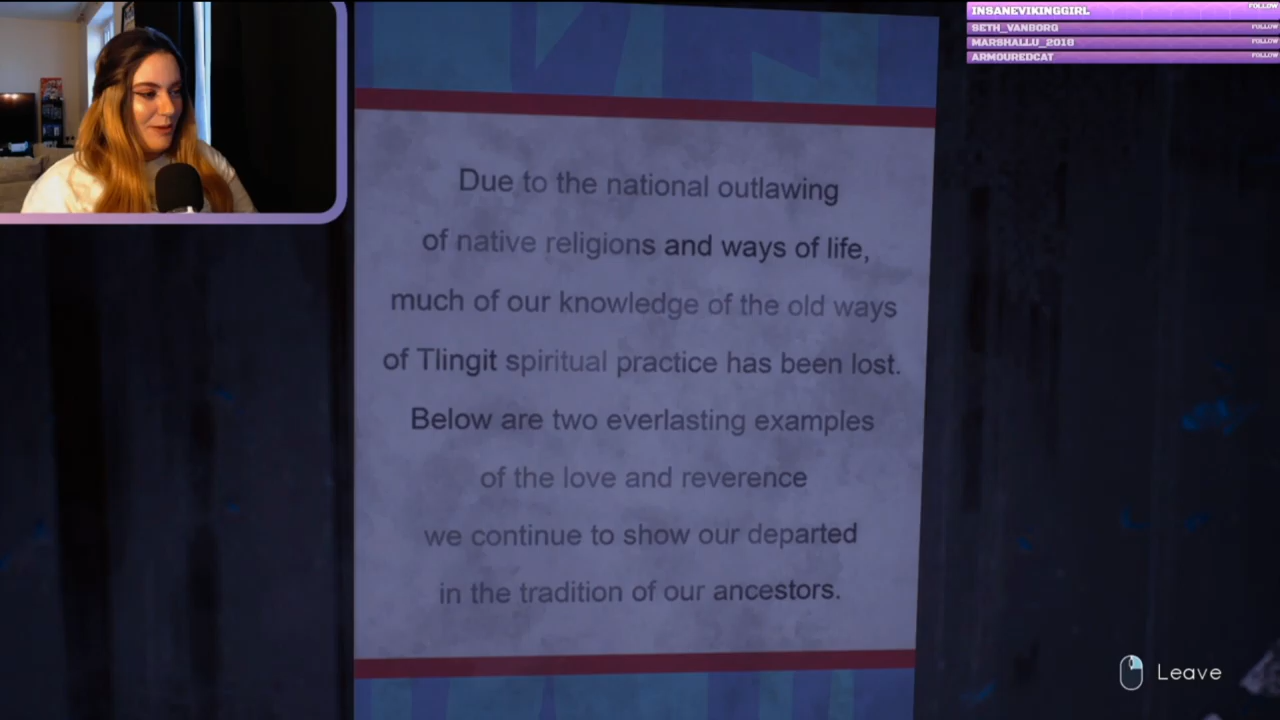 INSANEVIKINGGIRL FOLLOW
SETH_VANBORG FOLLOW
MARSHALLU_2018 FOLLOW
ARMOUREDCAT FOLLOW
Due to the national outlawing
of native religions and ways of life,
much of our knowledge of the old ways
of Tlingit spiritual practice has been lost.
Below are two everlasting examples
of the love and reverence
we continue to show our departed
in the tradition of our ancestors.
Leave